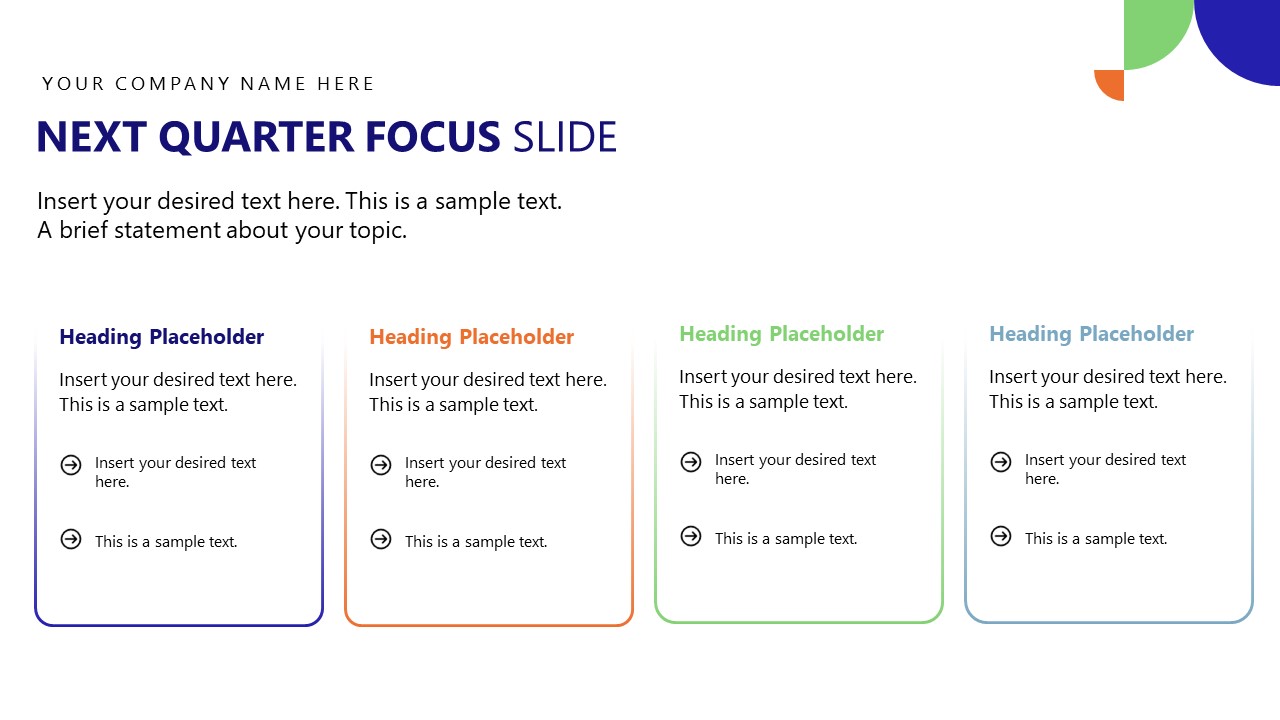 YOUR COMPANY NAME HERE
NEXT QUARTER FOCUS SLIDE
Insert your desired text here. This is a sample text.
A brief statement about your topic.
Heading Placeholder
Insert your desired text here.
This is a sample text.
Insert your desired text
here.
This is a sample text.
Heading Placeholder
Insert your desired text here.
This is a sample text.
Insert your desired text
here.
This is a sample text.
Heading Placeholder
Insert your desired text here.
This is a sample text.
Insert your desired text
here.
This is a sample text.
Heading Placeholder
Insert your desired text here.
This is a sample text.
Insert your desired text
here.
This is a sample text.